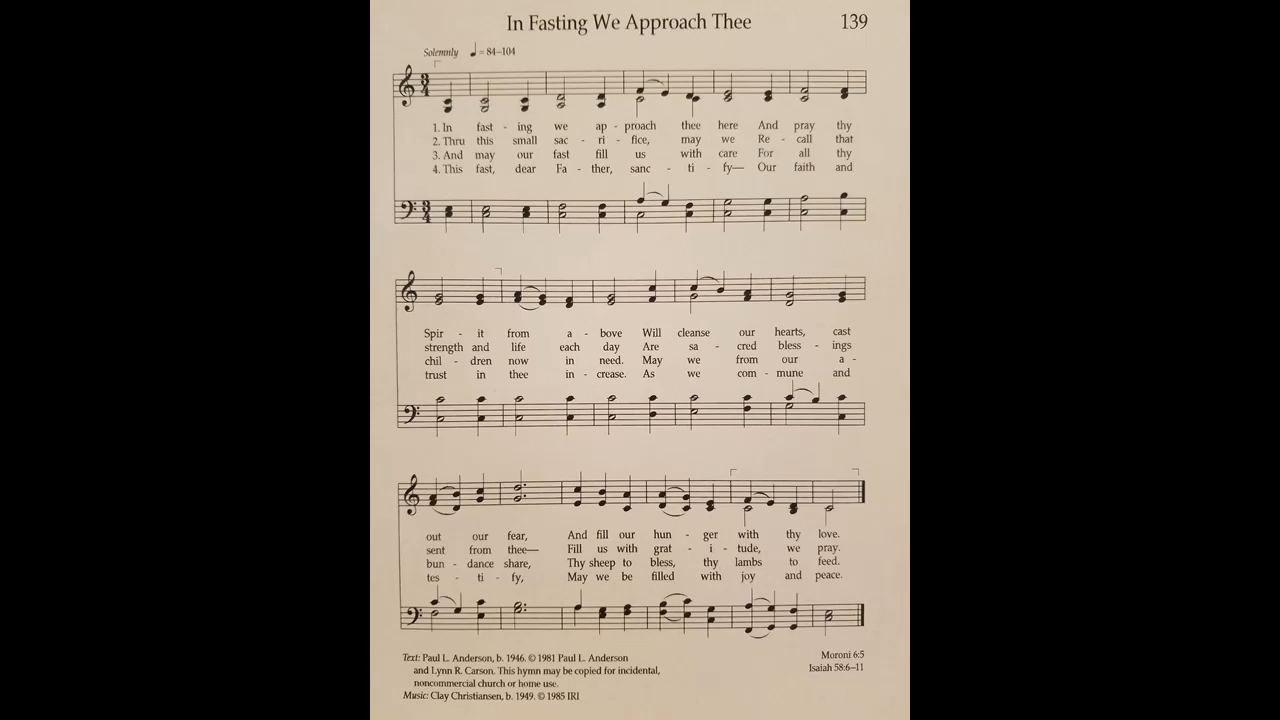 In Fasting We Approach Thee 139
Solemnly ♩ = 84–104
1. In fast - ing we ap - proach thee here And pray thy
2. Thru this small sac - ri - fice, may we Re - call that
3. And may our fast fill us with care For all thy
4. This fast, dear Fa - ther, sanc - ti - fy— Our faith and
Spir - it from a - bove Will cleanse our hearts, cast
strength and life each day Are sa - cred bless - ings
chil - dren now in need. May we from our a -
trust in thee in - crease. As we com - mune and
out our fear, And fill our hun - ger with thy love.
sent from thee— Fill us with grat - i - tude, we pray.
bun - dance share, Thy sheep to bless, thy lambs to feed.
tes - ti - fy, May we be filled with joy and peace.
Text: Paul L. Anderson, b. 1946. © 1981 Paul L. Anderson
and Lynn R. Carson. This hymn may be copied for incidental,
noncommercial church or home use.
Music: Clay Christiansen, b. 1949. © 1985 IRI
Moroni 6:5
Isaiah 58:6–11